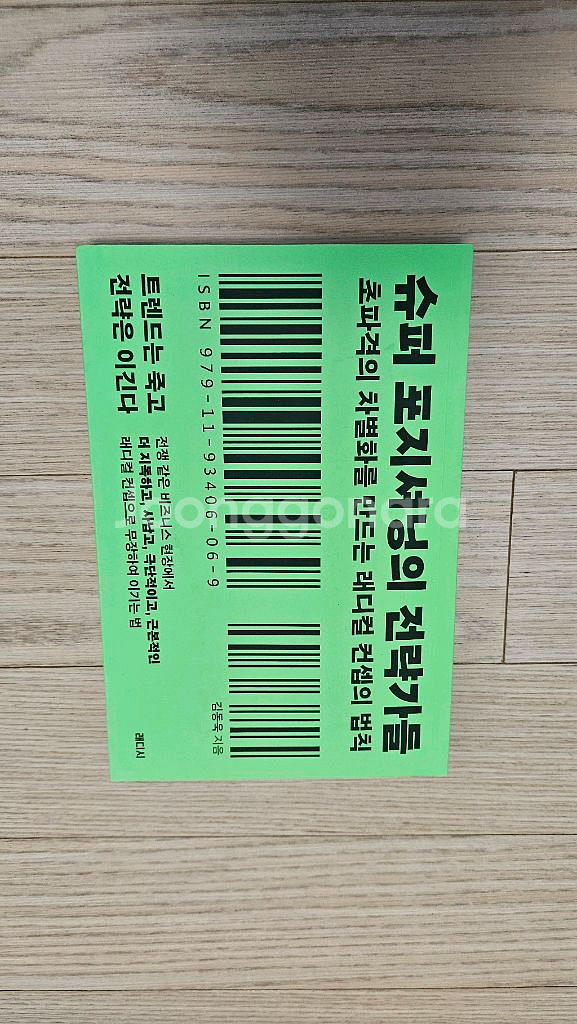 슈퍼 포지셔닝의 전략가들
초파격의 차별화를 만드는 래디컬 컨셉의 법칙
ISBN 979-11-93406-06-9
김동욱 지음
트렌드는 죽고
전략은 이긴다
전쟁 같은 비즈니스 현장에서
더 지독하고, 사납고, 극단적이고, 근본적인
래디컬 컨셉으로 무장하여 이기는 법
래디시
joonggonara